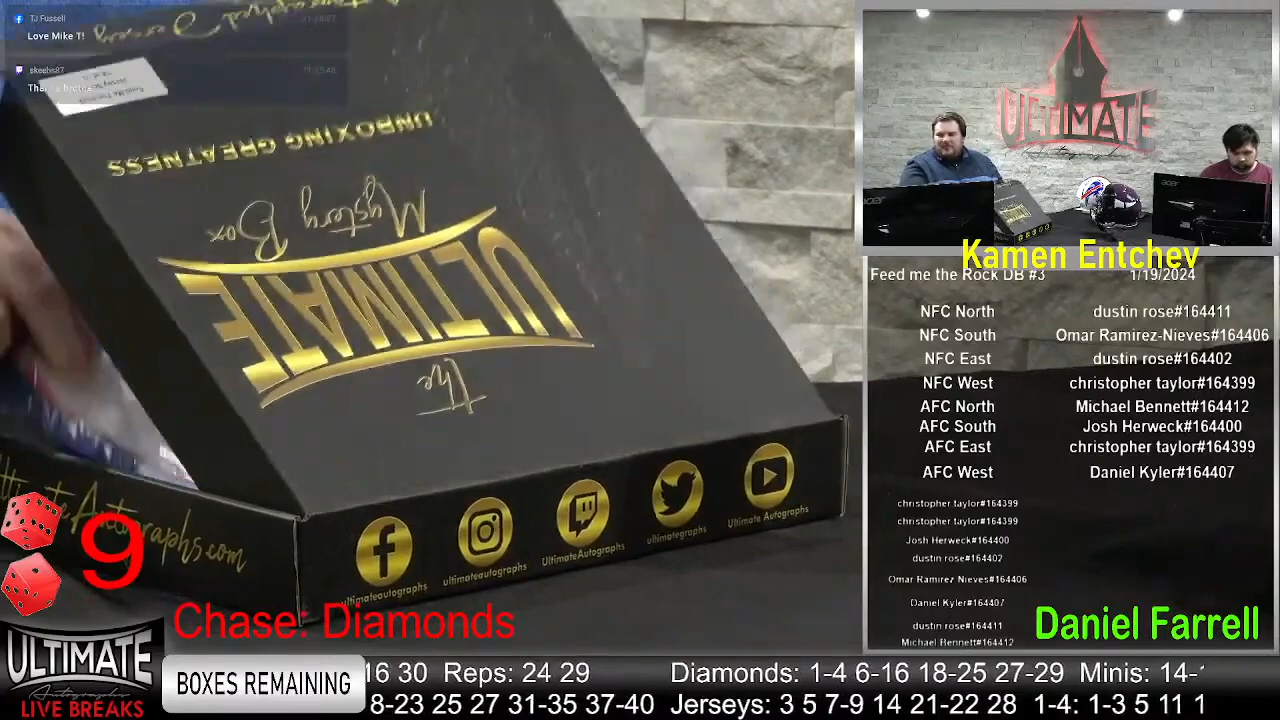 TJ Fussell
Love Mike T!
skeehs87
UNBOXING GREATNESS
Mystery Box
ULTIMATE
the
ultimateautographs
ultimateautographs
UltimateAutographs
ultimategraphs
Ultimate Autographs
9
Chase: Diamonds
ULTIMATE
Autographs
LIVE BREAKS
BOXES REMAINING
16 30 Reps: 24 29 Diamonds: 1-4 6-16 18-25 27-29 Minis: 14-
8-23 25 27 31-35 37-40 Jerseys: 3 5 7-9 14 21-22 28 1-4: 1-3 5 11 1
ULTIMATE
acer
acer
Kamen Entchev
Feed me the Rock DB #3 1/19/2024
NFC North dustin rose#164411
NFC South Omar Ramirez-Nieves#164406
NFC East dustin rose#164402
NFC West christopher taylor#164399
AFC North Michael Bennett#164412
AFC South Josh Herweck#164400
AFC East christopher taylor#164399
AFC West Daniel Kyler#164407
christopher taylor#164399
christopher taylor#164399
Josh Herweck#164400
dustin rose#164402
Omar Ramirez Nieves#164406
Daniel Kyler#164407
dustin rose#164411
Michael Bennett#164412
Daniel Farrell